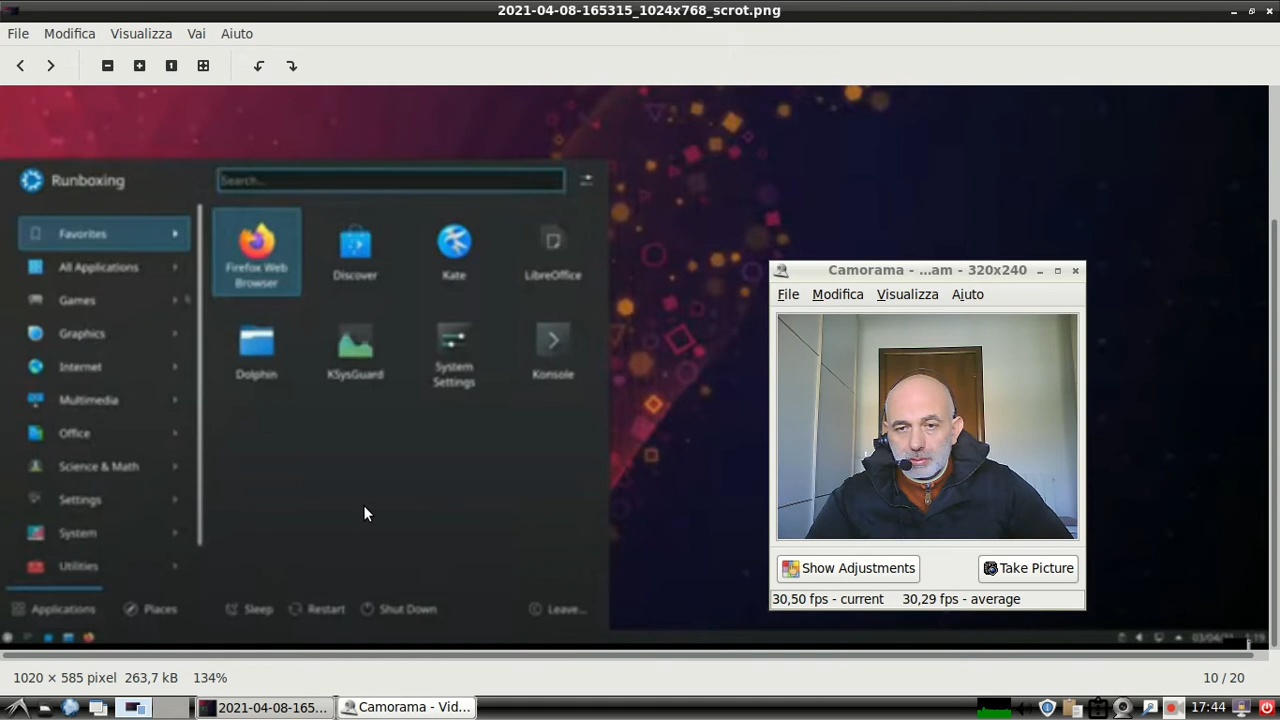 2021-04-08-165315_1024x768_scrot.png
File Modifica Visualizza Vai Aiuto
Runboxing
Search...
Favorites
All Applications
Games
Graphics
Internet
Multimedia
Office
Science & Math
Settings
System
Utilities
Firefox Web Browser
Discover
Kate
LibreOffice
Dolphin
KSysGuard
System Settings
Konsole
Applications Places Sleep Restart Shut Down Leave...
Camorama - ...am - 320x240
File Modifica Visualizza Aiuto
Show Adjustments Take Picture
30,50 fps - current 30,29 fps - average
1020 × 585 pixel 263,7 kB 134% 10 / 20
2021-04-08-165... Camorama - Vid... 17:44